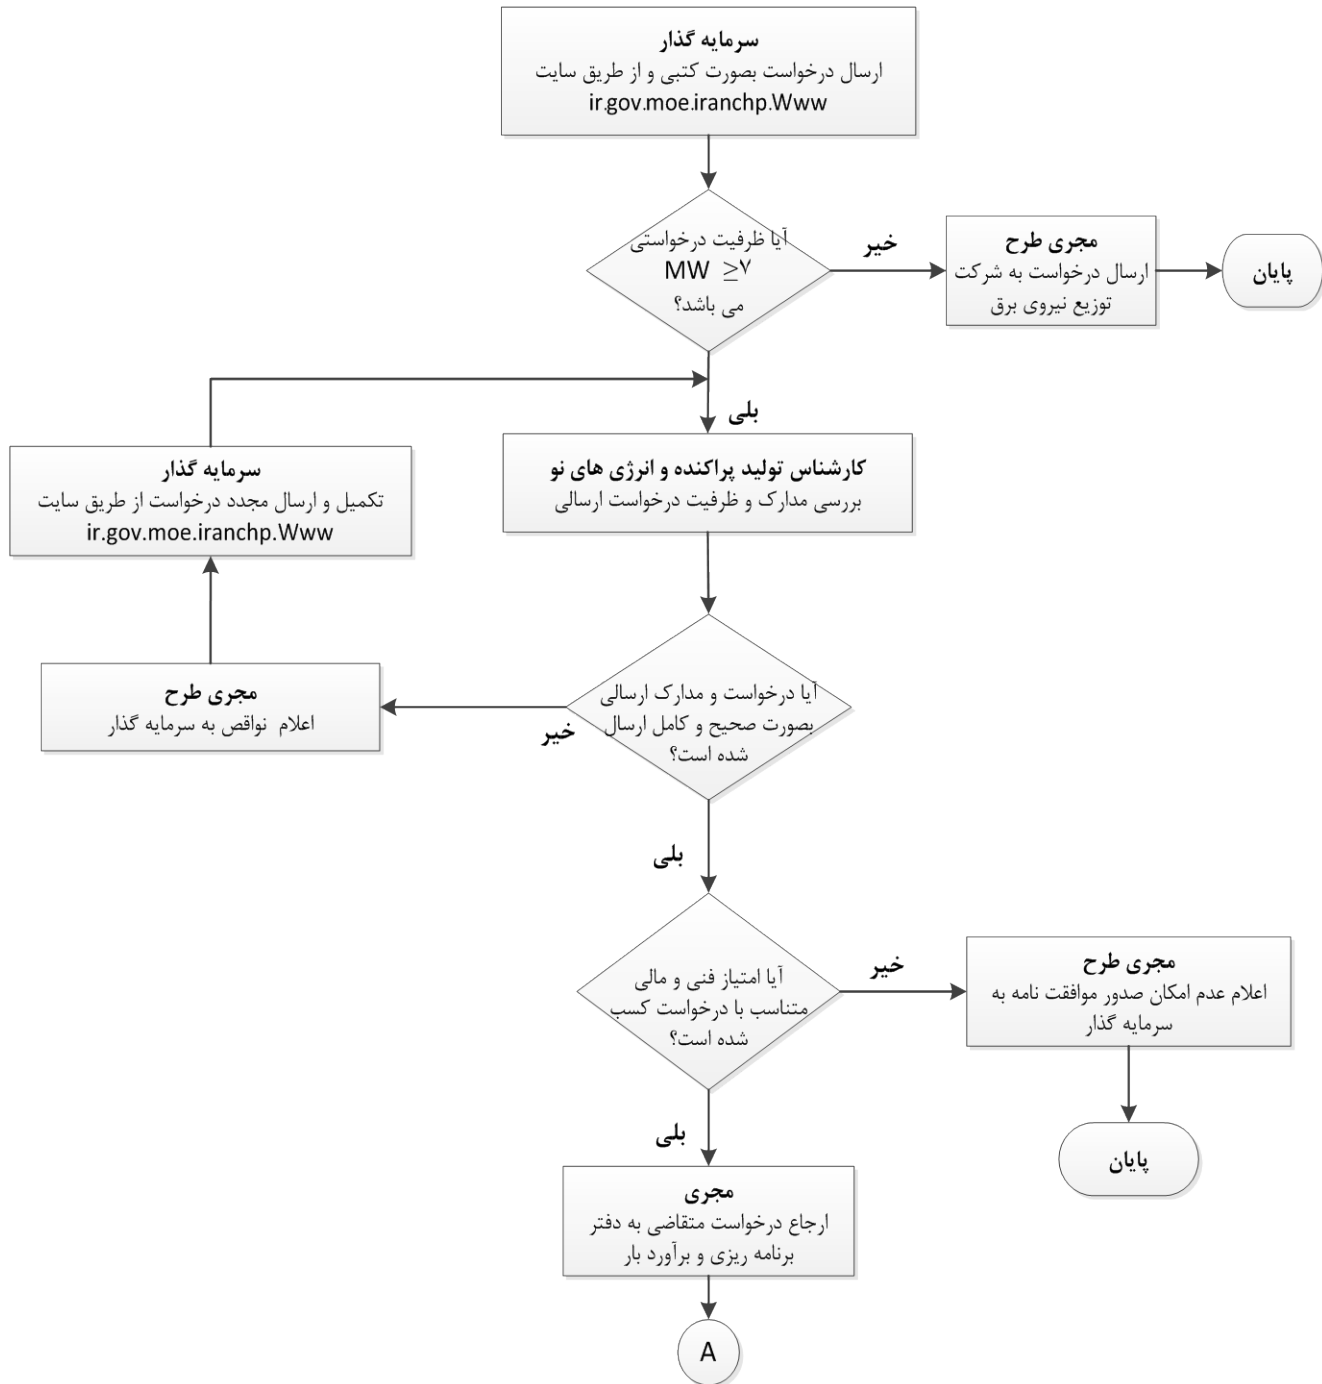 سرمایه گذار
ارسال درخواست بصورت کتبی و از طریق سایت
ir.gov.moe.iranchp.Www
آیا ظرفیت درخواستی
MW ≥۷
می باشد؟
خیر
مجری طرح
ارسال درخواست به شرکت
توزیع نیروی برق
پایان
بلی
سرمایه گذار
تکمیل و ارسال مجدد درخواست از طریق سایت
ir.gov.moe.iranchp.Www
کارشناس تولید پراکنده و انرژی های نو
بررسی مدارک و ظرفیت درخواست ارسالی
مجری طرح
اعلام نواقص به سرمایه گذار
خیر
آیا درخواست و مدارک ارسالی
بصورت صحیح و کامل ارسال
شده است؟
بلی
آیا امتیاز فنی و مالی
متناسب با درخواست کسب
شده است؟
خیر
مجری طرح
اعلام عدم امکان صدور موافقت نامه به
سرمایه گذار
پایان
بلی
مجری
ارجاع درخواست متقاضی به دفتر
برنامه ریزی و برآورد بار
A